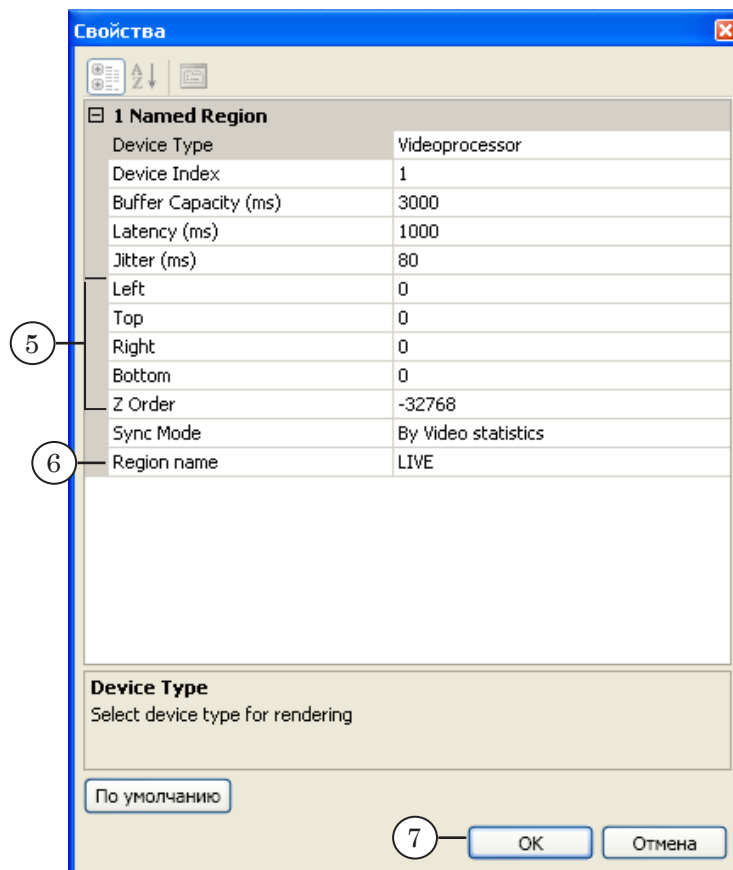 Свойства
1 Named Region
Device Type Videoprocessor
Device Index 1
Buffer Capacity (ms) 3000
Latency (ms) 1000
Jitter (ms) 80
Left 0
Top 0
5 Right 0
Bottom 0
Z Order -32768
Sync Mode By Video statistics
6 Region name LIVE
Device Type
Select device type for rendering
По умолчанию
7 OK Отмена